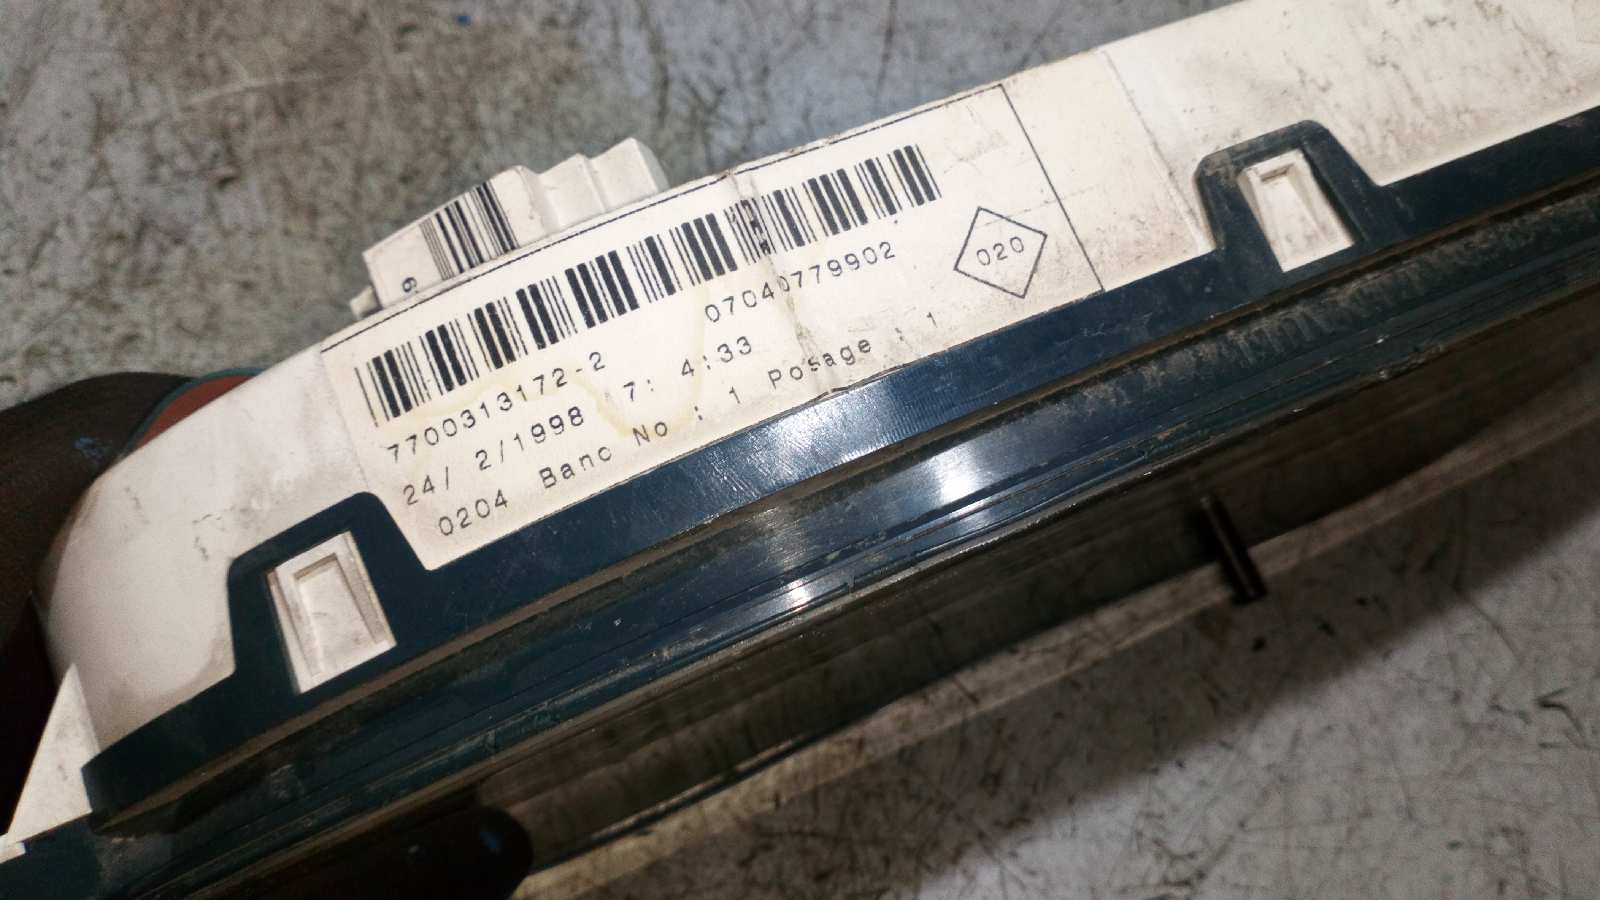 7700313172-2 07040779902
020
24/ 2/1998 7: 4:33
0204 Banc No : 1 Posage : 1